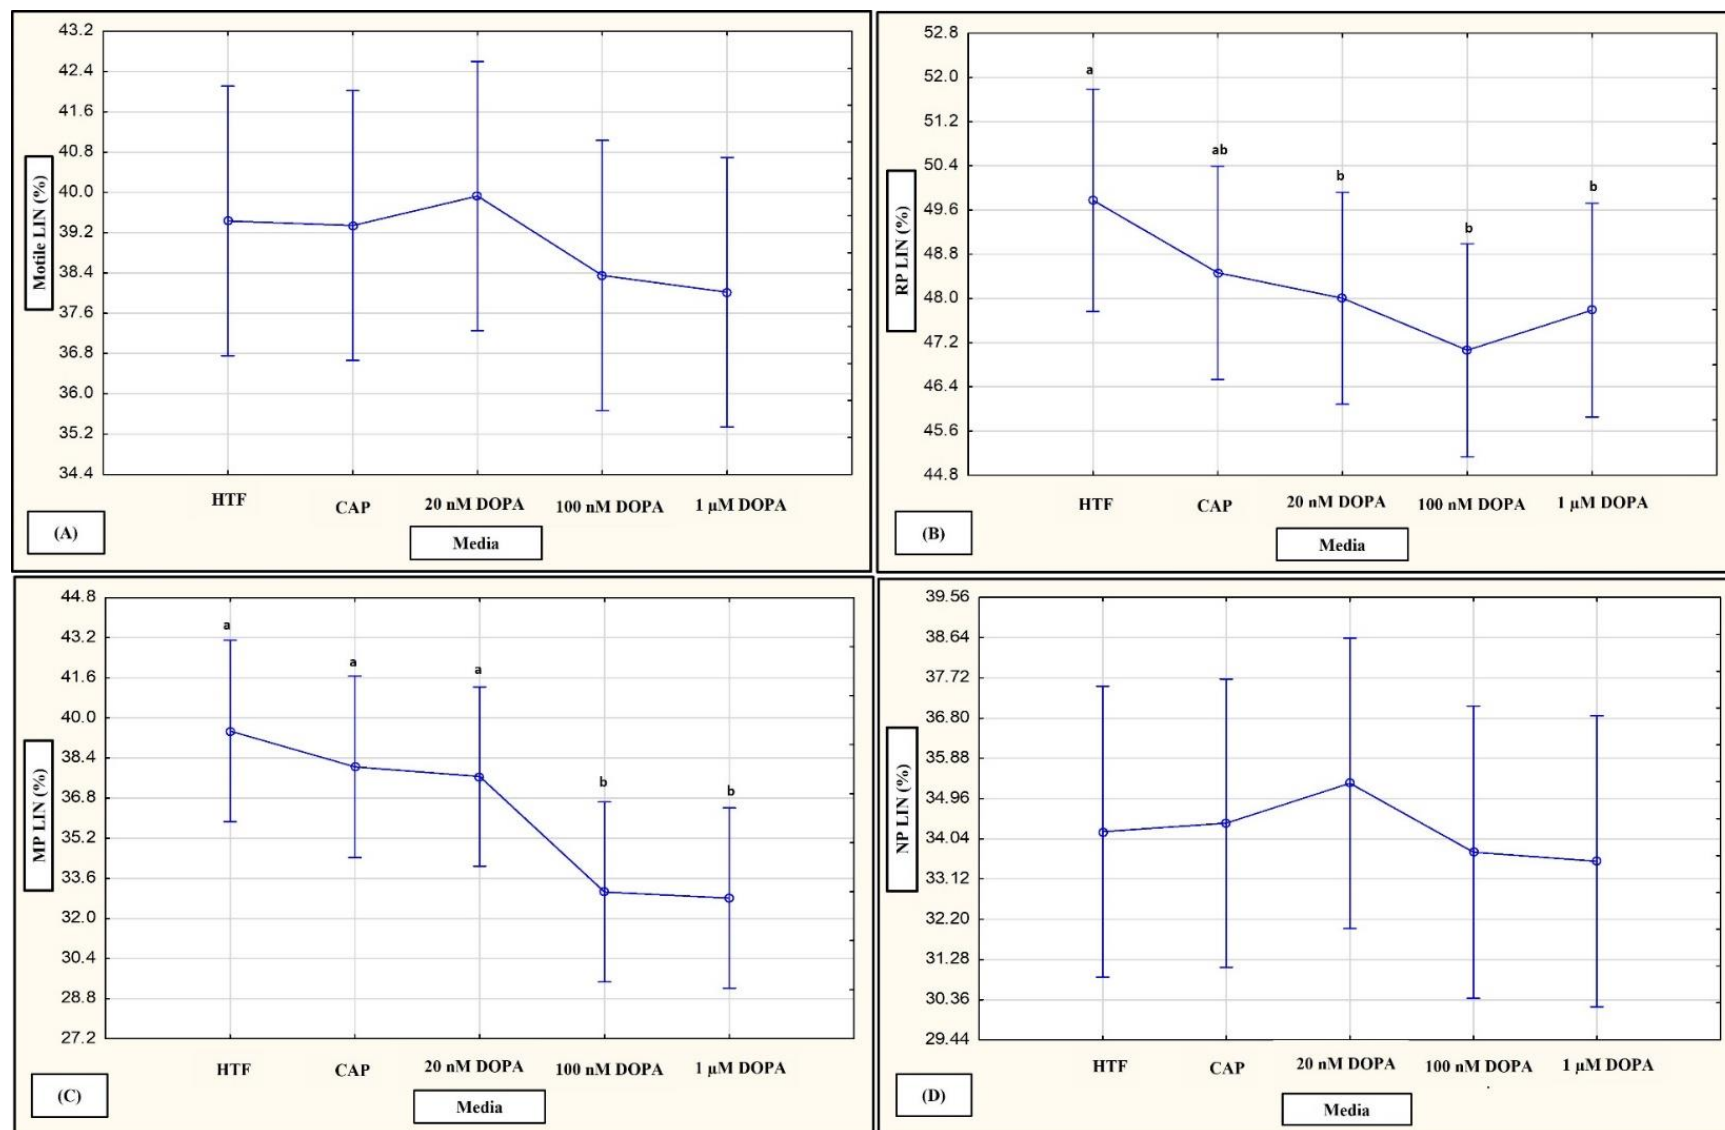 43.2
42.4
41.6
40.8
40.0
39.2
38.4
37.6
36.8
36.0
35.2
34.4
Motile LIN (%)
HTF CAP 20 nM DOPA 100 nM DOPA 1 µM DOPA
(A)
Media
52.8
52.0
51.2
50.4
49.6
48.8
48.0
47.2
46.4
45.6
44.8
RP LIN (%)
a
ab
b
b
b
HTF CAP 20 nM DOPA 100 nM DOPA 1 µM DOPA
(B)
Media
44.8
43.2
41.6
40.0
38.4
36.8
35.2
33.6
32.0
30.4
28.8
27.2
MP LIN (%)
a
a
a
b
b
HTF CAP 20 nM DOPA 100 nM DOPA 1 µM DOPA
(C)
Media
39.56
38.64
37.72
36.80
35.88
34.96
34.04
33.12
32.20
31.28
30.36
29.44
NP LIN (%)
HTF CAP 20 nM DOPA 100 nM DOPA 1 µM DOPA
(D)
Media